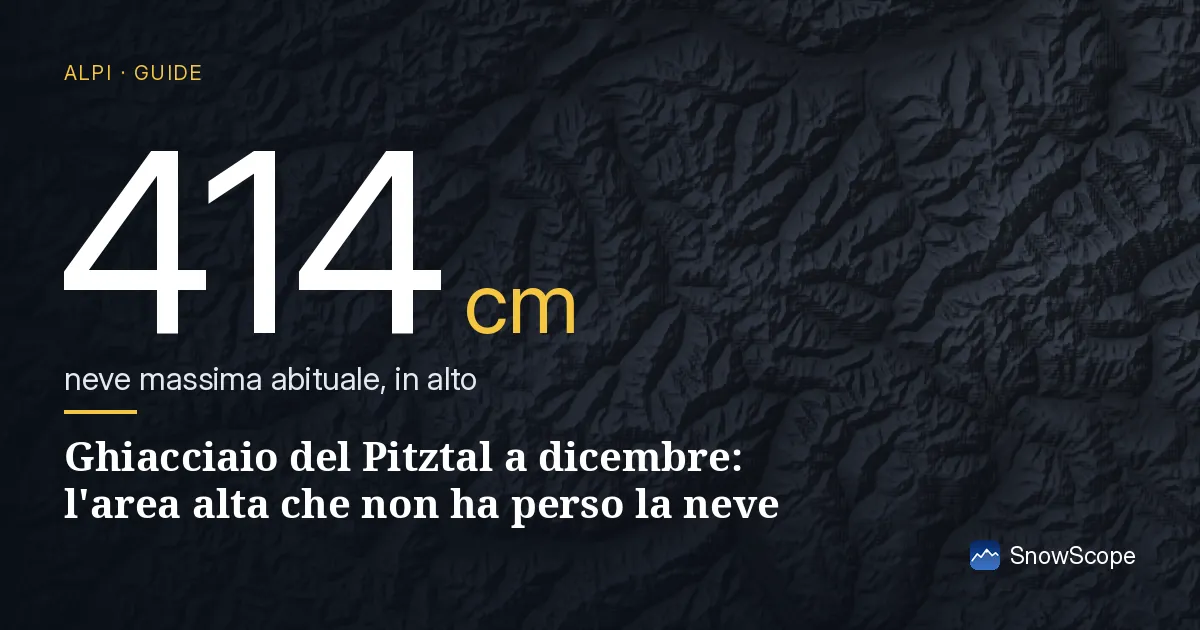 ALPI · GUIDE
414 cm
neve massima abituale, in alto
Ghiacciaio del Pitztal a dicembre:
l'area alta che non ha perso la neve
SnowScope